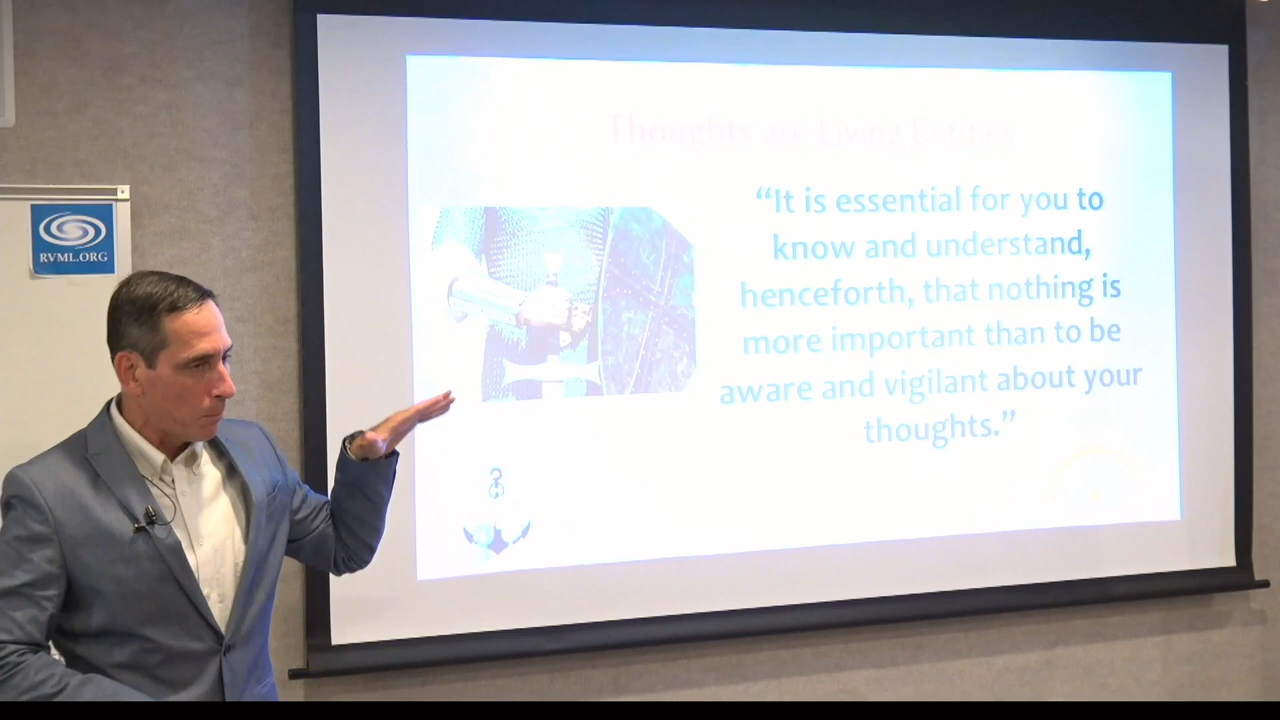 Thoughts are Living Entities
“It is essential for you to
know and understand,
henceforth, that nothing is
more important than to be
aware and vigilant about your
thoughts.”
RVML.ORG